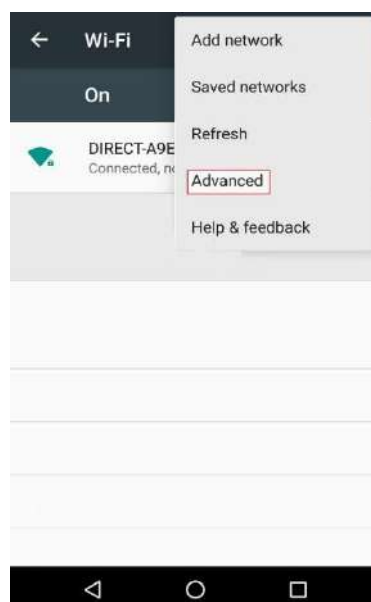 Wi-Fi
Add network
On
Saved networks
Refresh
DIRECT-A9E
Connected,
Advanced
Help & feedback